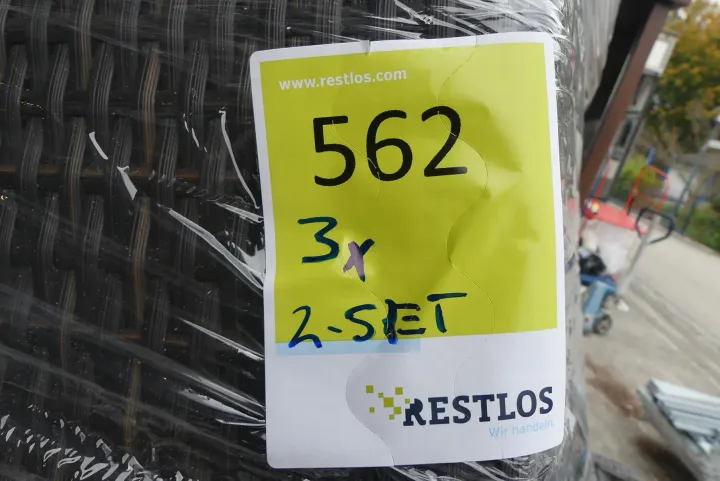 www.restlos.com
562
3x
2-SET
RESTLOS
Wir handeln